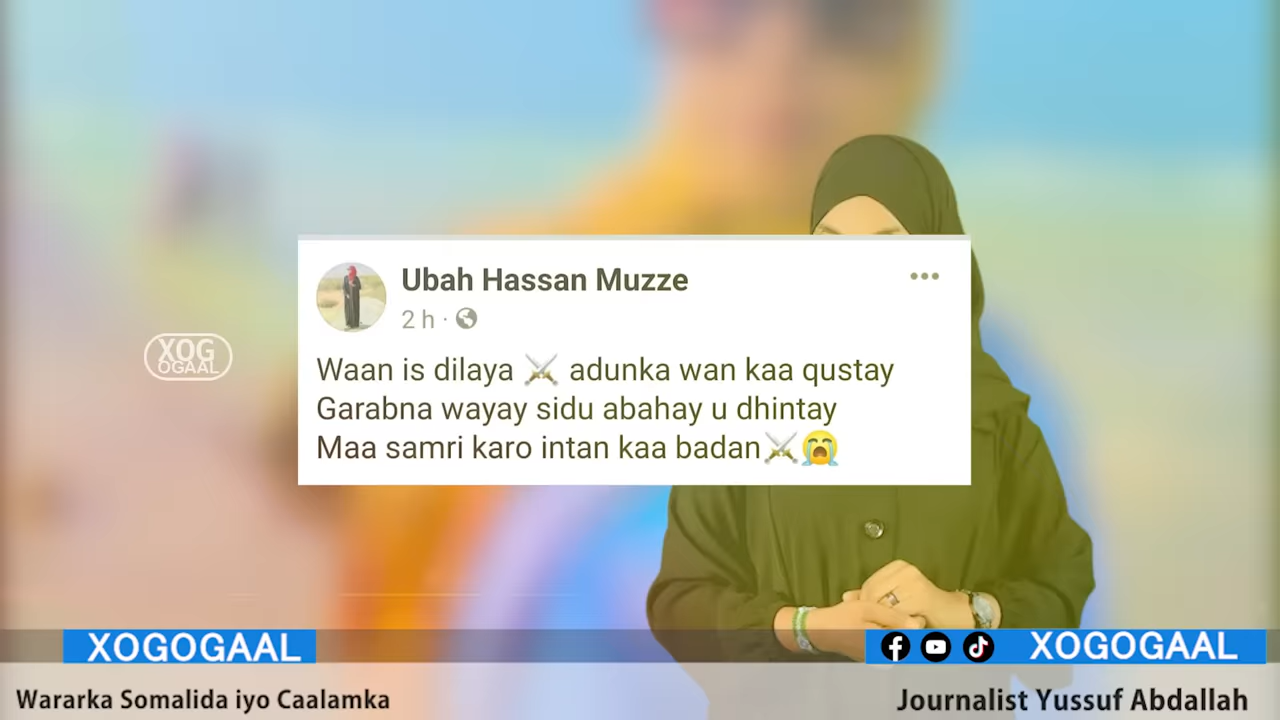 Ubah Hassan Muzze
2 h ·
Waan is dilaya ⚔️ adunka wan kaa qustay
Garabna wayay sidu abahay u dhintay
Maa samri karo intan kaa badan⚔️😭
XOG
OGAAL
XOGOGAAL
XOGOGAAL
Wararka Somalida iyo Caalamka
Journalist Yussuf Abdallah